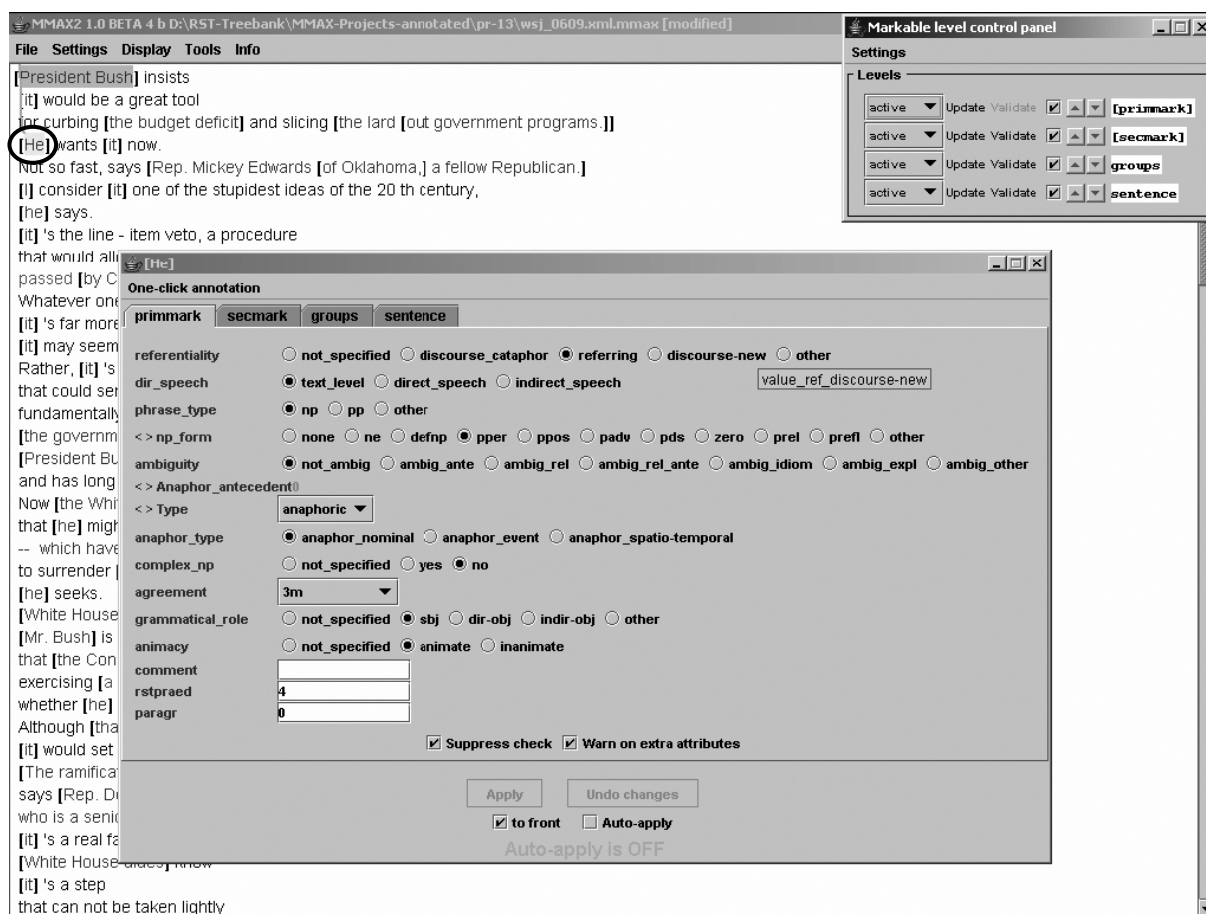 MMAX2 1.0 BETA 4 b D:\RST-Treebank\MMAX-Projects-annotated\pr-13\wsj_0609.xml.mmax [modified]
File Settings Display Tools Info
[President Bush] insists
[it] would be a great tool
for curbing [the budget deficit] and slicing [the lard [out government programs.]]
[He] wants [it] now.
Not so fast, says [Rep. Mickey Edwards [of Oklahoma,] a fellow Republican.]
[I] consider [it] one of the stupidest ideas of the 20 th century,
[he] says.
[it] 's the line - item veto, a procedure
that would all
passed [by C
Whatever one
[it] 's far more
[it] may seem
Rather, [it] 's
that could ser
fundamentally
[the governm
[President Bu
and has long
Now [the Whi
that [he] migh
-- which have
to surrender [
[he] seeks.
[White House
[Mr. Bush] is
that [the Con
exercising [a
whether [he]
Although [tha
[it] would set
[The ramifica
says [Rep. D
who is a senio
[it] 's a real fa
[White House aides] know
[it] 's a step
that can not be taken lightly
Markable level control panel
Settings
Levels
active Update Validate [primmark]
active Update Validate [secmark]
active Update Validate groups
active Update Validate sentence
[He]
One-click annotation
primmark secmark groups sentence
referentiality not_specified discourse_cataphor referring discourse-new other
dir_speech text_level direct_speech indirect_speech
value_ref_discourse-new
phrase_type np pp other
<> np_form none ne defnp pper ppos padv pds zero prel prefl other
ambiguity not_ambig ambig_ante ambig_rel ambig_rel_ante ambig_idiom ambig_expl ambig_other
<> Anaphor_antecedent0
<> Type anaphoric
anaphor_type anaphor_nominal anaphor_event anaphor_spatio-temporal
complex_np not_specified yes no
agreement 3m
grammatical_role not_specified sbj dir-obj indir-obj other
animacy not_specified animate inanimate
comment
rstpraed 4
paragr 0
Suppress check Warn on extra attributes
Apply Undo changes
to front Auto-apply
Auto-apply is OFF